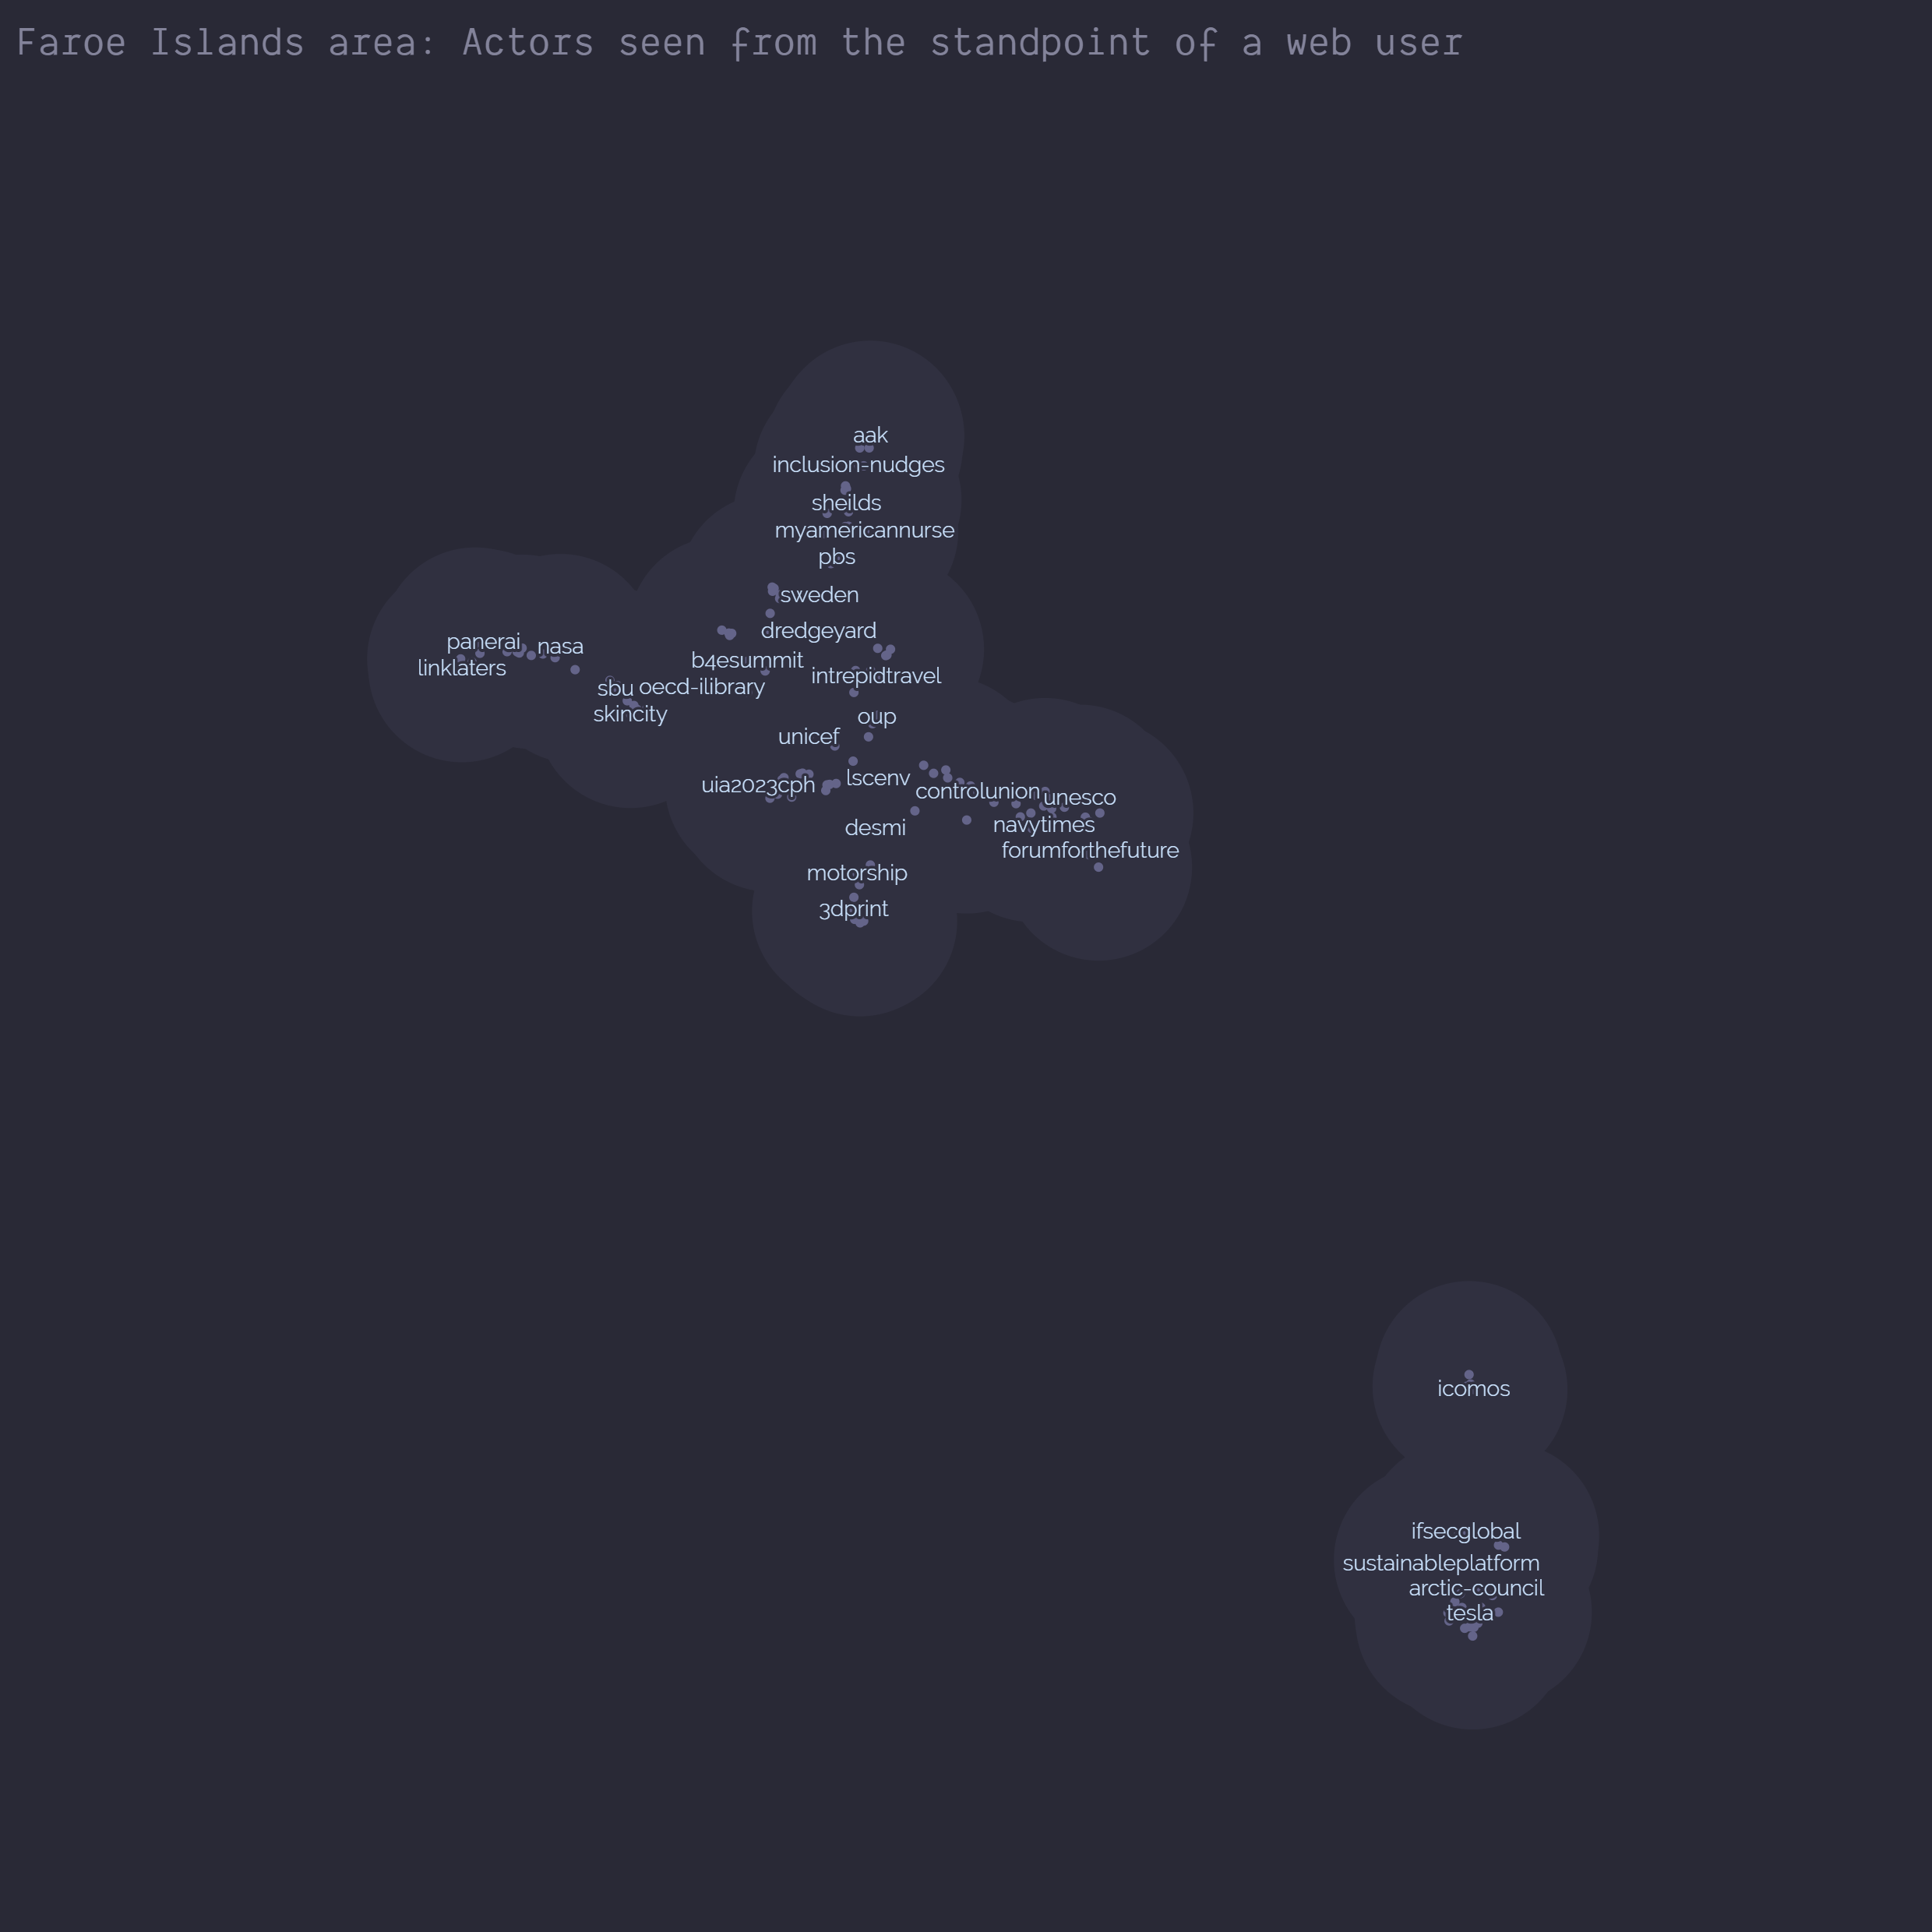 Faroe Islands area: Actors seen from the standpoint of a web user
aak
inclusion-nudges
sheilds
myamericannurse
pbs
sweden
dredgeyard
panerai
nasa
linklaters
b4esummit
intrepidtravel
sbu
oecd-ilibrary
skincity
oup
unicef
uia2023cph
lscenv
controlunion
unesco
navytimes
desmi
forumforthefuture
motorship
3dprint
icomos
ifsecglobal
sustainableplatform
arctic-council
tesla